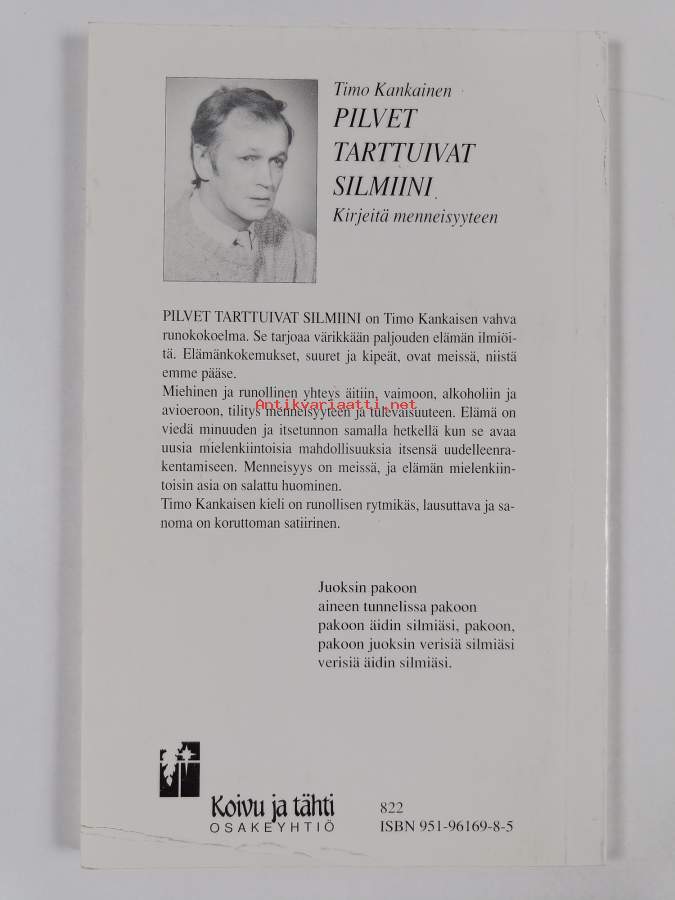 Timo Kankainen
PILVET
TARTTUIVAT
SILMIINI
Kirjeitä menneisyyteen
PILVET TARTTUIVAT SILMIINI on Timo Kankaisen vahva
runokokoelma. Se tarjoaa värikkään paljouden elämän ilmiöi-
tä. Elämänkokemukset, suuret ja kipeät, ovat meissä, niistä
emme pääse.
Miehinen ja runollinen yhteys äitiin, vaimoon, alkoholiin ja
avioeroon, tilitys menneisyyteen ja tulevaisuuteen. Elämä on
Antikvariaatti.net
viedä minuuden ja itsetunnon samalla hetkellä kun se avaa
uusia mielenkiintoisia mahdollisuuksia itsensä uudelleenra-
kentamiseen. Menneisyys on meissä, ja elämän mielenkiin-
toisin asia on salattu huominen.
Timo Kankaisen kieli on runollisen rytmikäs, lausuttava ja sa-
noma on koruttoman satiirinen.
Juoksin pakoon
aineen tunnelissa pakoon
pakoon äidin silmiäsi, pakoon,
pakoon juoksin verisiä silmiäsi
verisiä äidin silmiäsi.
Koivu ja tähti
OSAKEYHTIÖ
822
ISBN 951-96169-8-5